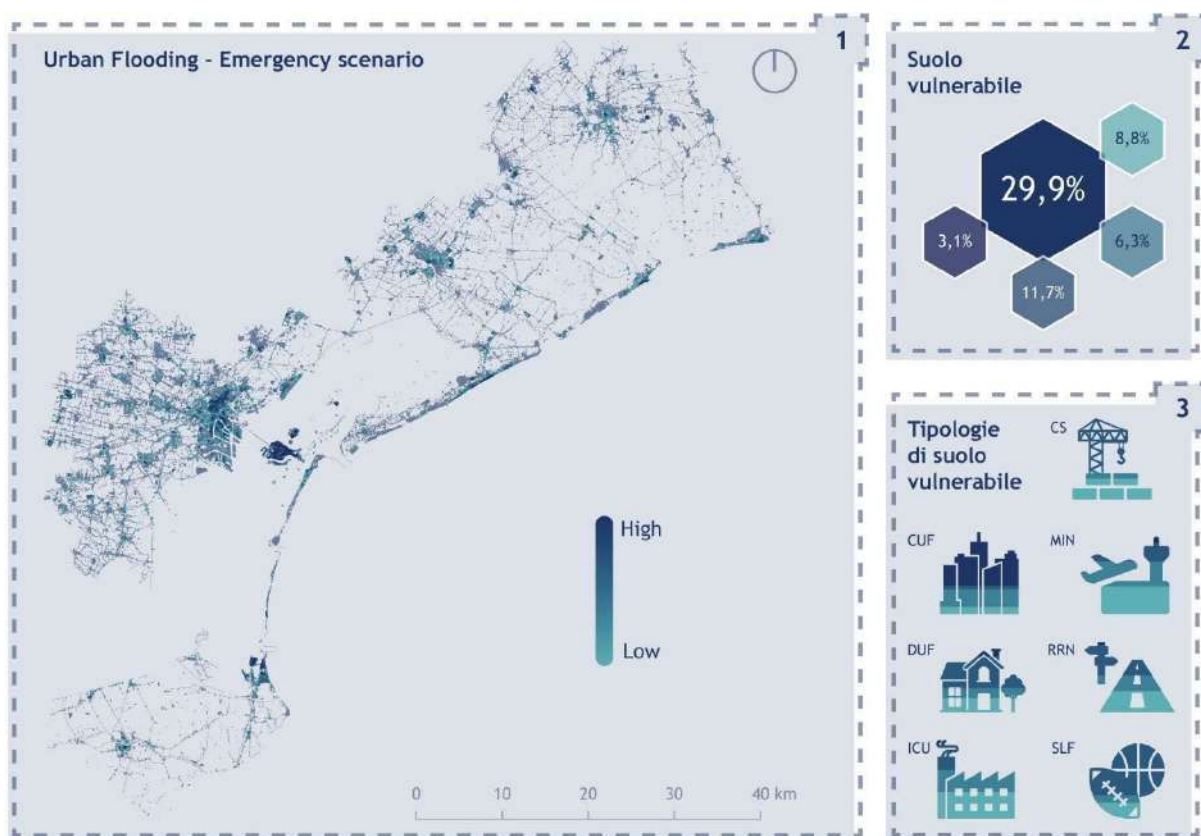 1
Urban Flooding - Emergency scenario
High
Low
0 10 20 30 40 km
2
Suolo
vulnerabile
8,8%
29,9%
3,1%
6,3%
11,7%
3
Tipologie
di suolo
vulnerabile
CS
CUF
MIN
DUF
RRN
ICU
SLF